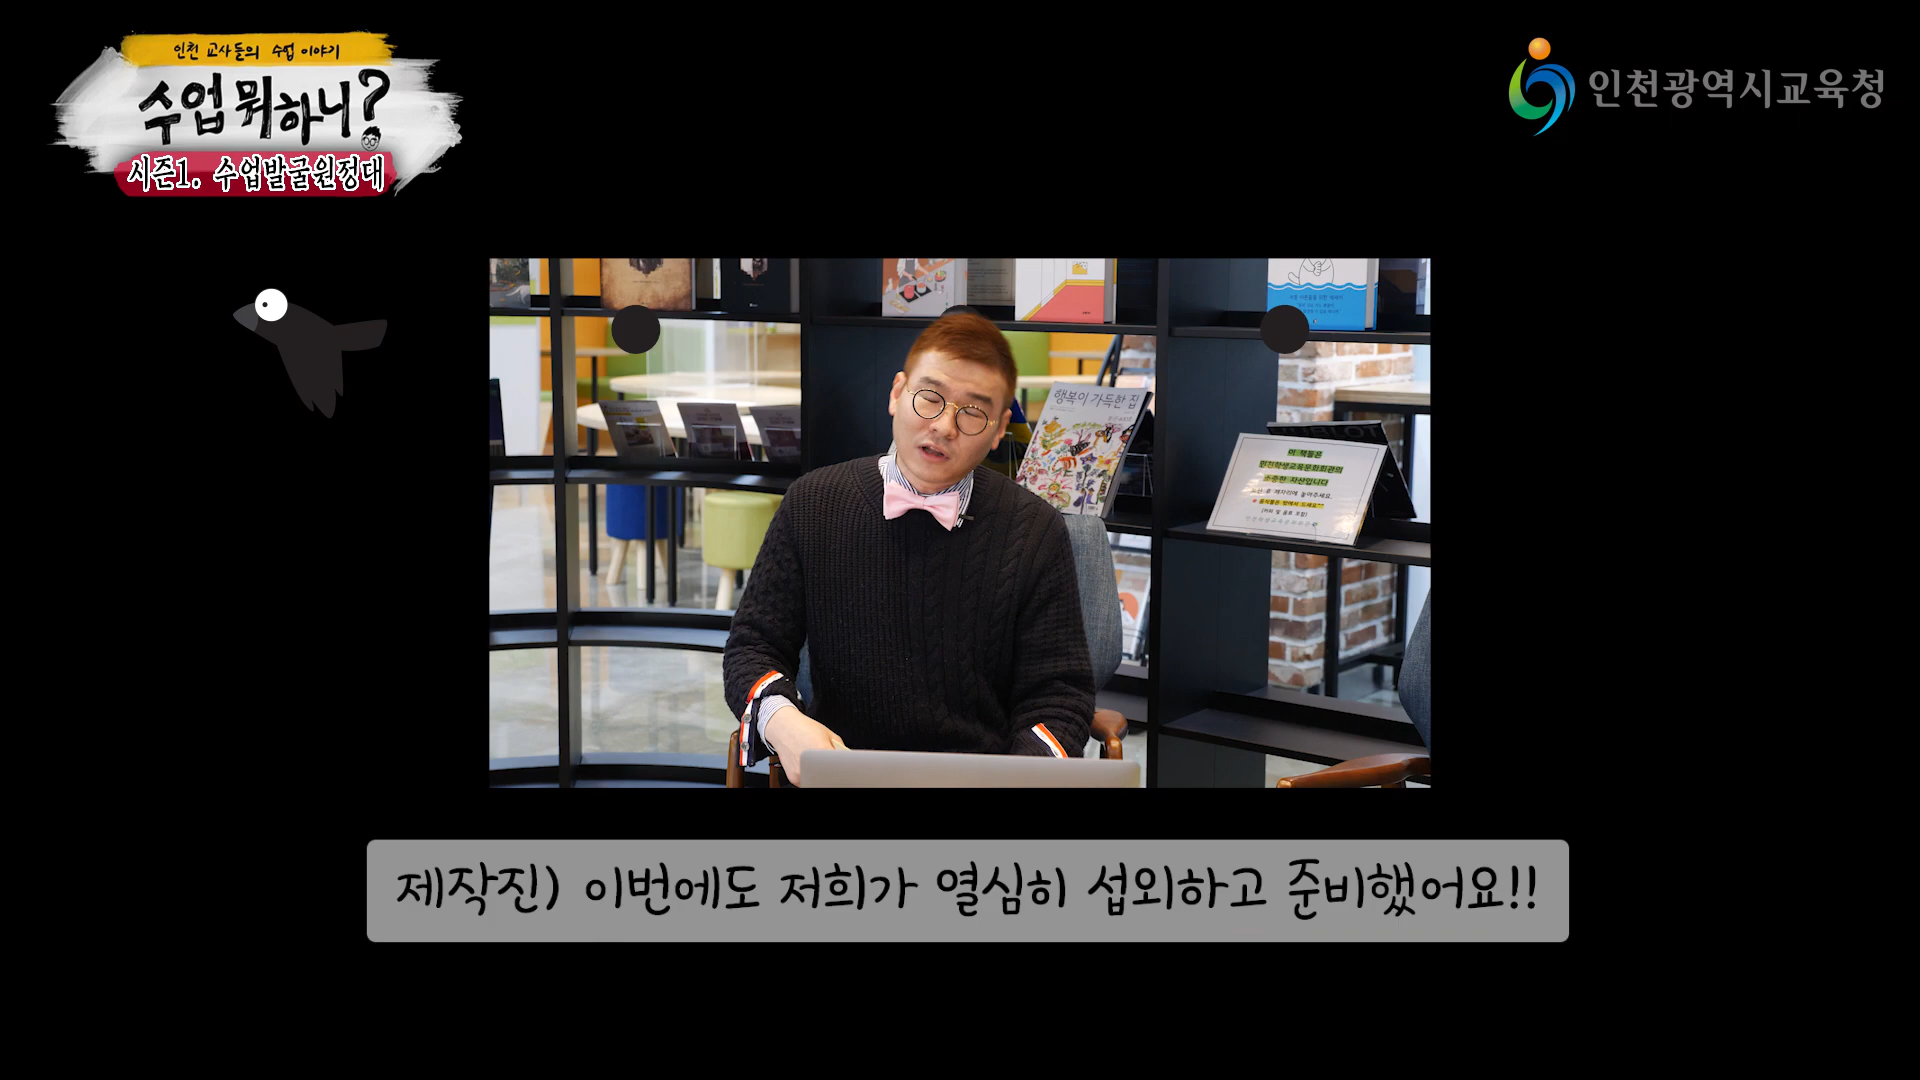 인천 교사들의 수업 이야기
수업 뭐하니?
시즌1. 수업발굴원정대
인천광역시교육청
행복이 가득한 집
이 책들은
인천학생교육문화회관의
소중한 자산입니다
제작진) 이번에도 저희가 열심히 섭외하고 준비했어요!!